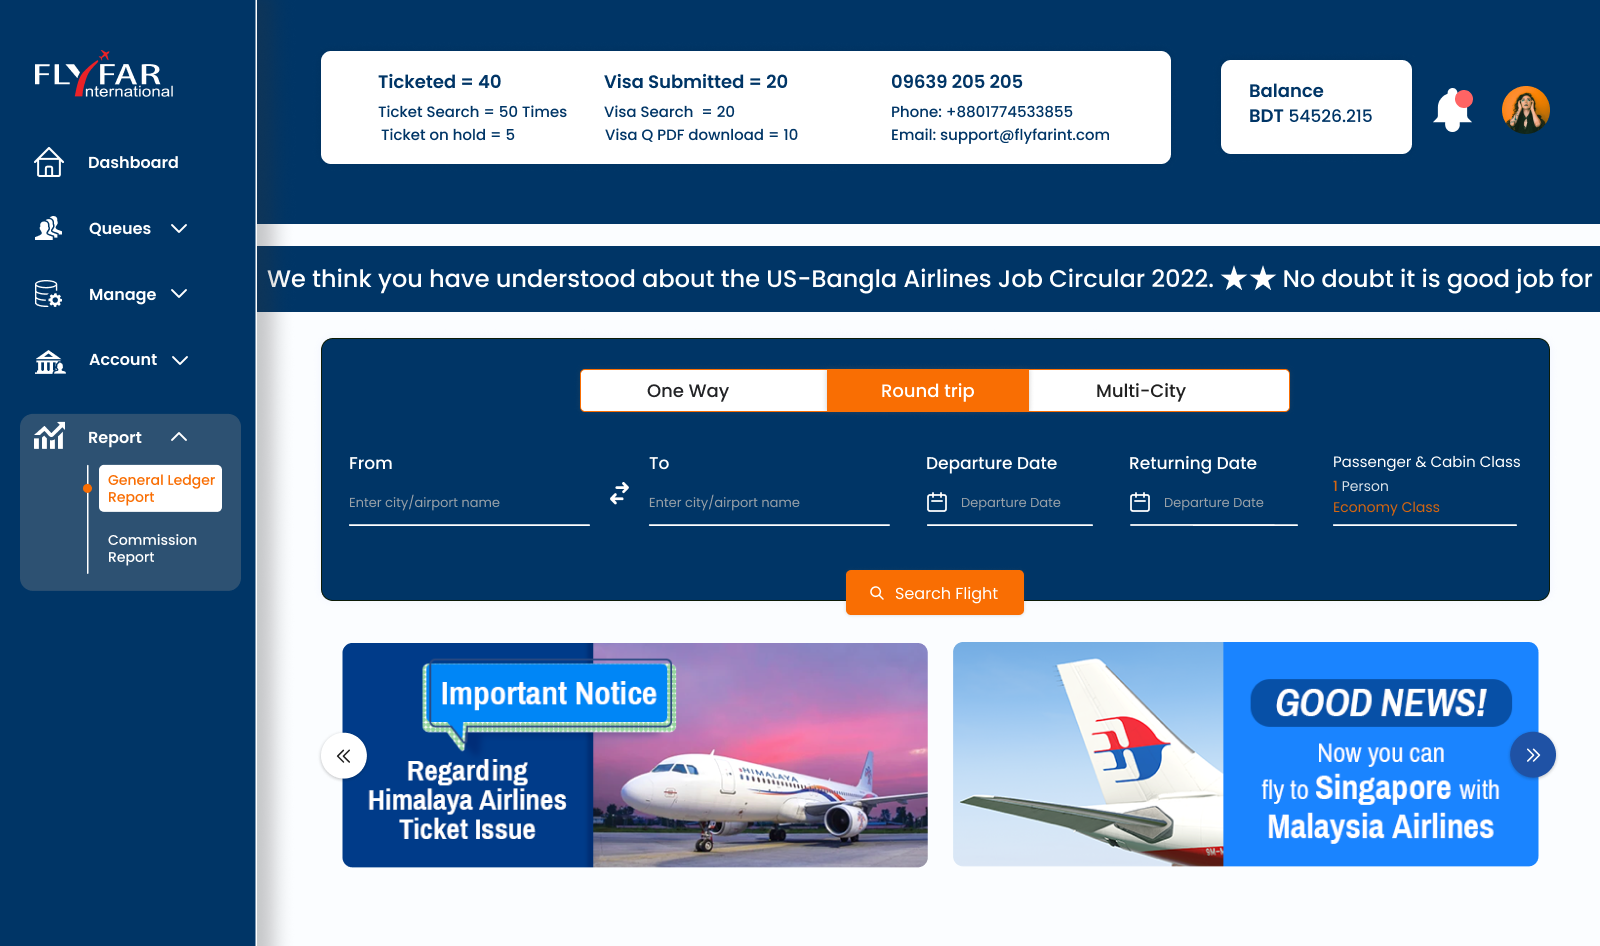 FLY FAR
International
Dashboard
Queues
Manage
Account
Report
General Ledger
Report
Commission
Report
Ticketed = 40
Ticket Search = 50 Times
Ticket on hold = 5
Visa Submitted = 20
Visa Search = 20
Visa Q PDF download = 10
09639 205 205
Phone: +8801774533855
Email: support@flyfarint.com
Balance
BDT 54526.215
We think you have understood about the US-Bangla Airlines Job Circular 2022. ★★ No doubt it is good job for
One Way
Round trip
Multi-City
From
Enter city/airport name
To
Enter city/airport name
Departure Date
Departure Date
Returning Date
Departure Date
Passenger & Cabin Class
1 Person
Economy Class
Search Flight
Important Notice
Regarding
Himalaya Airlines
Ticket Issue
HIMALAYA
GOOD NEWS!
Now you can
fly to Singapore with
Malaysia Airlines